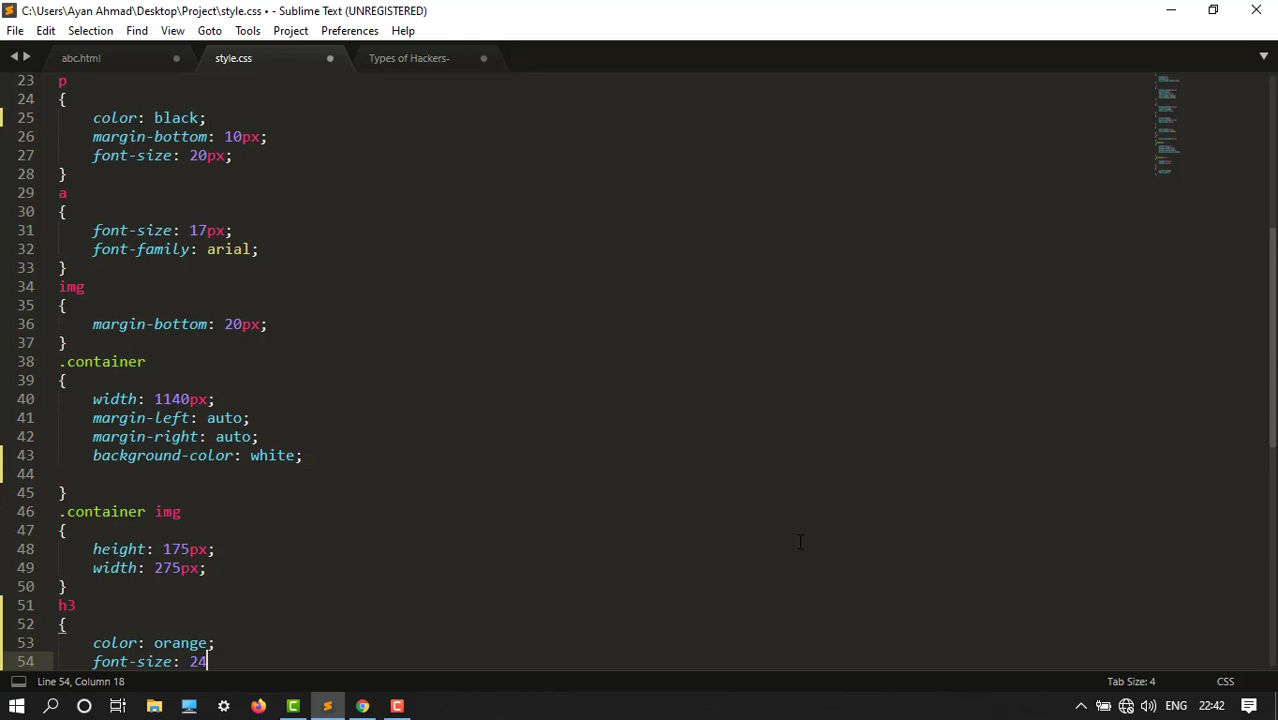 C:\Users\Ayan Ahmad\Desktop\Project\style.css • - Sublime Text (UNREGISTERED)
File Edit Selection Find View Goto Tools Project Preferences Help
abc.html style.css Types of Hackers-
23 p
24 {
25 color: black;
26 margin-bottom: 10px;
27 font-size: 20px;
28 }
29 a
30 {
31 font-size: 17px;
32 font-family: arial;
33 }
34 img
35 {
36 margin-bottom: 20px;
37 }
38 .container
39 {
40 width: 1140px;
41 margin-left: auto;
42 margin-right: auto;
43 background-color: white;
44
45 }
46 .container img
47 {
48 height: 175px;
49 width: 275px;
50 }
51 h3
52 {
53 color: orange;
54 font-size: 24
Line 54, Column 18 Tab Size: 4 CSS
ENG 22:42